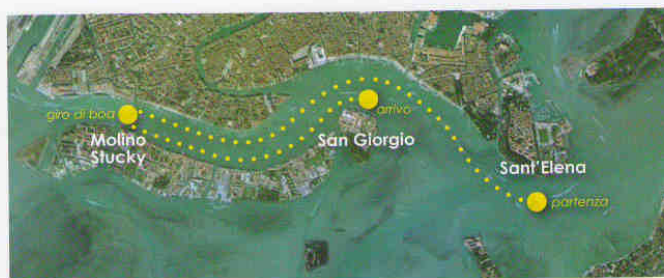 giro di boa
Molino
Stucky
arrivo
San Giorgio
Sant'Elena
partenza